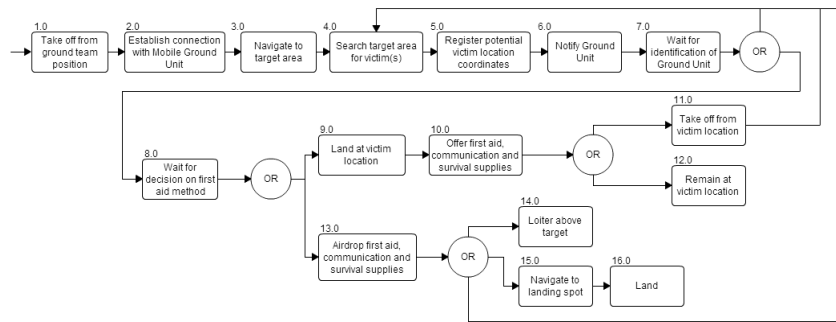 1.0
Take off from
ground team
position
2.0
Establish connection
with Mobile Ground
Unit
3.0
Navigate to
target area
4.0
Search target area
for victim(s)
5.0
Register potential
victim location
coordinates
6.0
Notify Ground
Unit
7.0
Wait for
identification of
Ground Unit
OR
8.0
Wait for
decision on first
aid method
OR
9.0
Land at victim
location
10.0
Offer first aid,
communication and
survival supplies
OR
11.0
Take off from
victim location
12.0
Remain at
victim location
13.0
Airdrop first aid,
communication and
survival supplies
OR
14.0
Loiter above
target
15.0
Navigate to
landing spot
16.0
Land